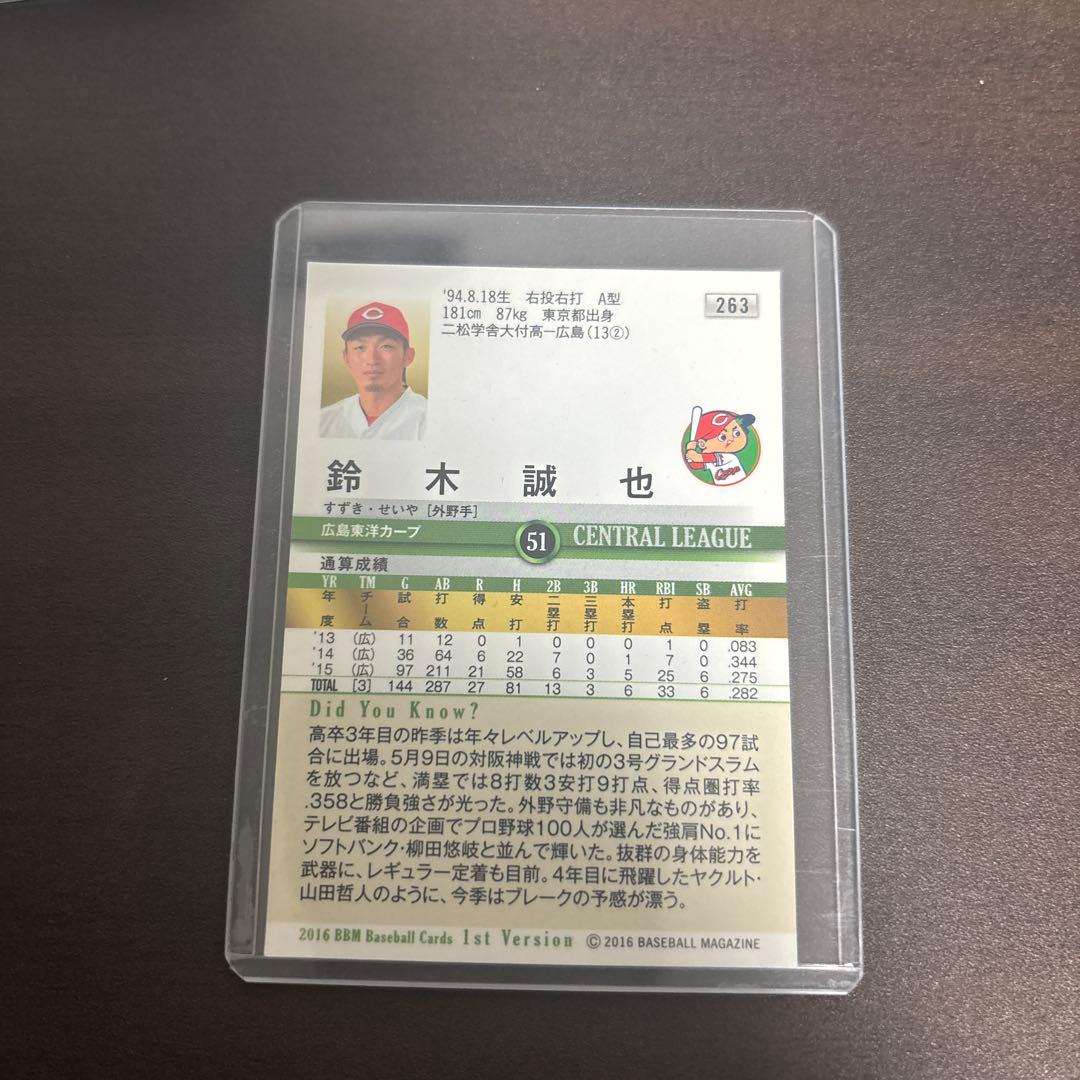 '94.8.18生 右投右打 A型
263
181cm 87kg 東京都出身
二松学舎大付高ー広島(13②)
C
C
Carp
鈴木誠也
すずき・せいや [外野手]
広島東洋カープ 51 CENTRAL LEAGUE
通算成績
YR TM G AB R H 2B 3B HR RBI SB AVG
年度 チーム 試合 打数 得点 安打 二塁打 三塁打 本塁打 打点 盗塁 打率
'13 (広) 11 12 0 1 0 0 0 1 0 .083
'14 (広) 36 64 6 22 7 0 1 7 0 .344
'15 (広) 97 211 21 58 6 3 5 25 6 .275
TOTAL [3] 144 287 27 81 13 3 6 33 6 .282
Did You Know?
高卒3年目の昨季は年々レベルアップし、自己最多の97試
合に出場。5月9日の対阪神戦では初の3号グランドスラム
を放つなど、満塁では8打数3安打9打点、得点圏打率
.358と勝負強さが光った。外野守備も非凡なものがあり、
テレビ番組の企画でプロ野球100人が選んだ強肩No.1に
ソフトバンク・柳田悠岐と並んで輝いた。抜群の身体能力を
武器に、レギュラー定着も目前。4年目に飛躍したヤクルト・
山田哲人のように、今季はブレークの予感が漂う。
2016 BBM Baseball Cards 1st Version © 2016 BASEBALL MAGAZINE